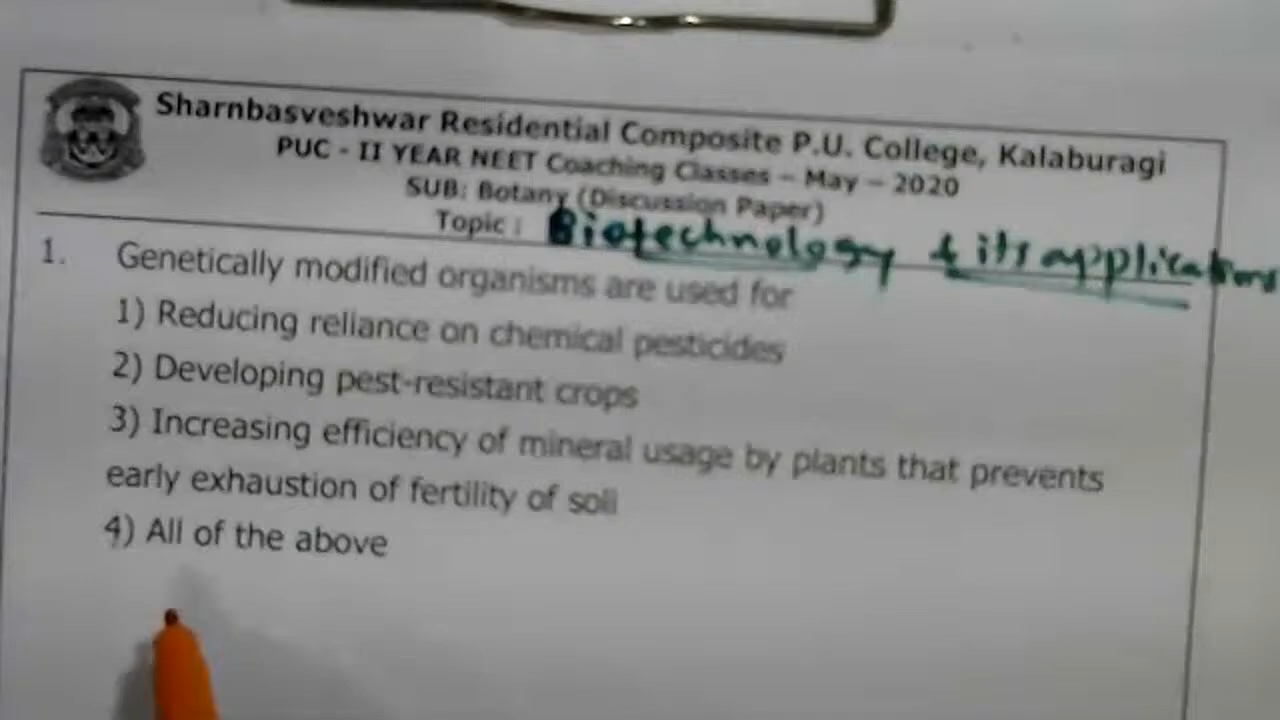 Sharnbasveshwar Residential Composite P.U. College, Kalaburagi
PUC - II YEAR NEET Coaching Classes – May – 2020
SUB: Botany (Discussion Paper)
Topic : Biotechnology & its applications
1. Genetically modified organisms are used for
1) Reducing reliance on chemical pesticides
2) Developing pest-resistant crops
3) Increasing efficiency of mineral usage by plants that prevents
early exhaustion of fertility of soil
4) All of the above